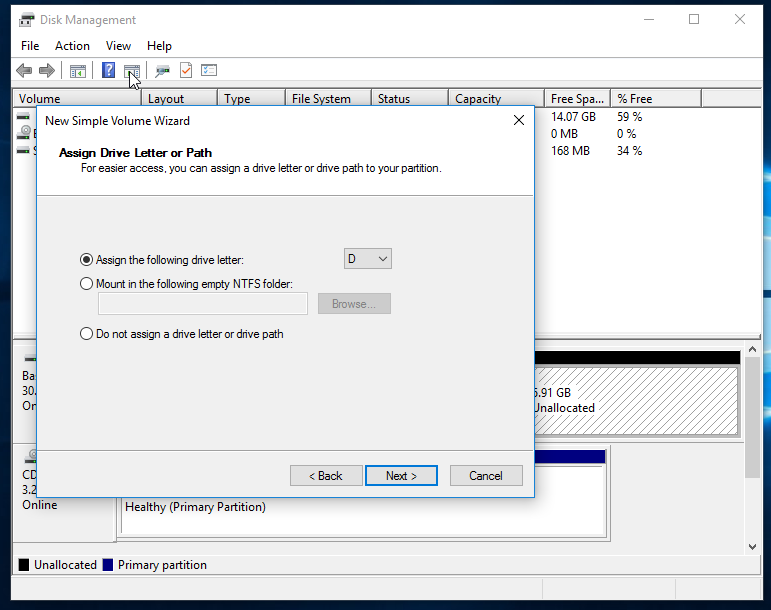 Disk Management
File Action View Help
Volume Layout Type File System Status Capacity Free Spa... % Free
14.07 GB 59 %
0 MB 0 %
168 MB 34 %
New Simple Volume Wizard
Assign Drive Letter or Path
For easier access, you can assign a drive letter or drive path to your partition.
Assign the following drive letter: D
Mount in the following empty NTFS folder:
Browse...
Do not assign a drive letter or drive path
< Back Next > Cancel
Ba
30.
On
6.91 GB
Unallocated
CD
3.2
Online
Healthy (Primary Partition)
Unallocated Primary partition